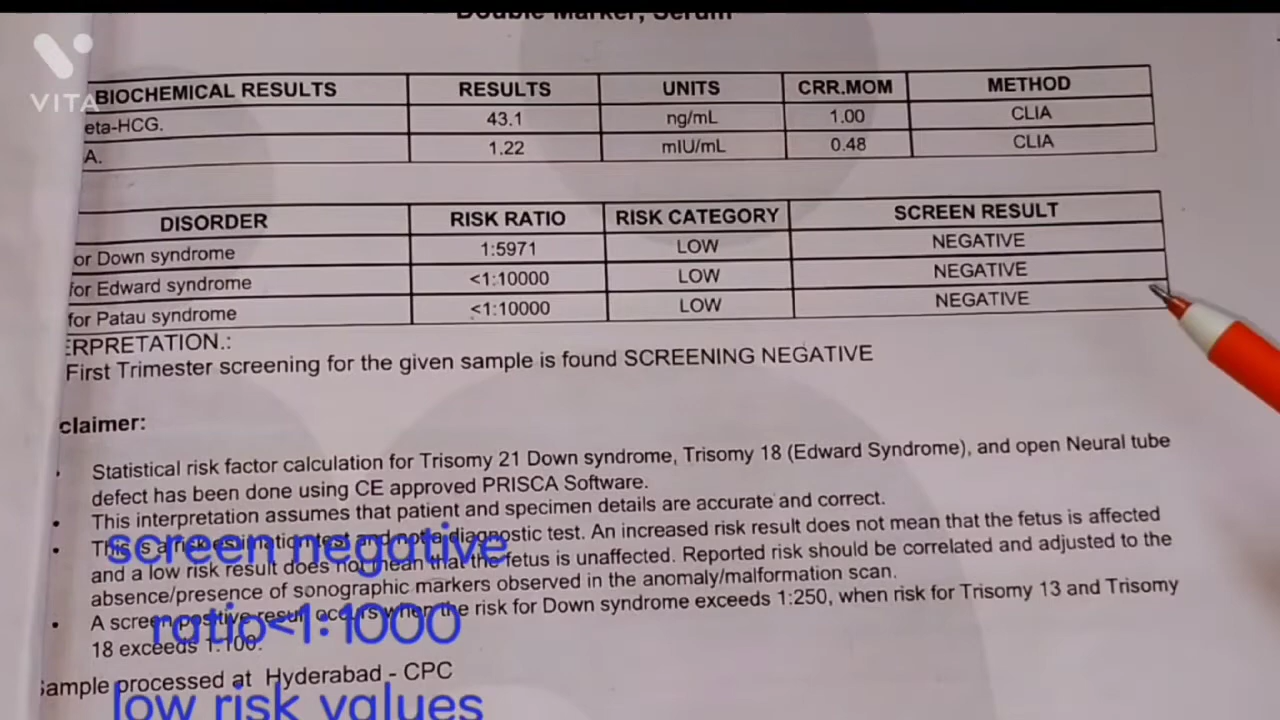 Double Marker, Serum
VITA
BIOCHEMICAL RESULTS RESULTS UNITS CRR.MOM METHOD
eta-HCG. 43.1 ng/mL 1.00 CLIA
A. 1.22 mIU/mL 0.48 CLIA
DISORDER RISK RATIO RISK CATEGORY SCREEN RESULT
or Down syndrome 1:5971 LOW NEGATIVE
for Edward syndrome <1:10000 LOW NEGATIVE
for Patau syndrome <1:10000 LOW NEGATIVE
ERPRETATION.:
First Trimester screening for the given sample is found SCREENING NEGATIVE
claimer:
Statistical risk factor calculation for Trisomy 21 Down syndrome, Trisomy 18 (Edward Syndrome), and open Neural tube
defect has been done using CE approved PRISCA Software.
This interpretation assumes that patient and specimen details are accurate and correct.
This is a risk estimation test and not a diagnostic test. An increased risk result does not mean that the fetus is affected
and a low risk result does not mean that the fetus is unaffected. Reported risk should be correlated and adjusted to the
absence/presence of sonographic markers observed in the anomaly/malformation scan.
A screen positive result occurs when the risk for Down syndrome exceeds 1:250, when risk for Trisomy 13 and Trisomy
18 exceeds 1:100.
Sample processed at Hyderabad - CPC
screen negative
ratio<1:1000
low risk values